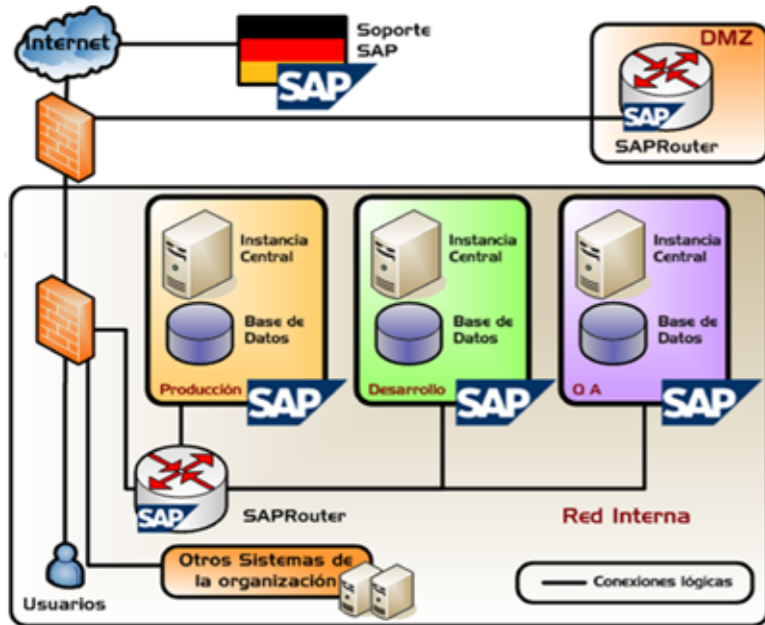 Internet
Soporte
SAP
SAP
DMZ
SAP
SAPRouter
Instancia
Central
Base de
Datos
Producción
SAP
Instancia
Central
Base de
Datos
Desarrollo
SAP
Instancia
Central
Base de
Datos
Q A
SAP
SAP
SAPRouter
Red Interna
Otros Sistemas de
la organización
Usuarios
Conexiones lógicas